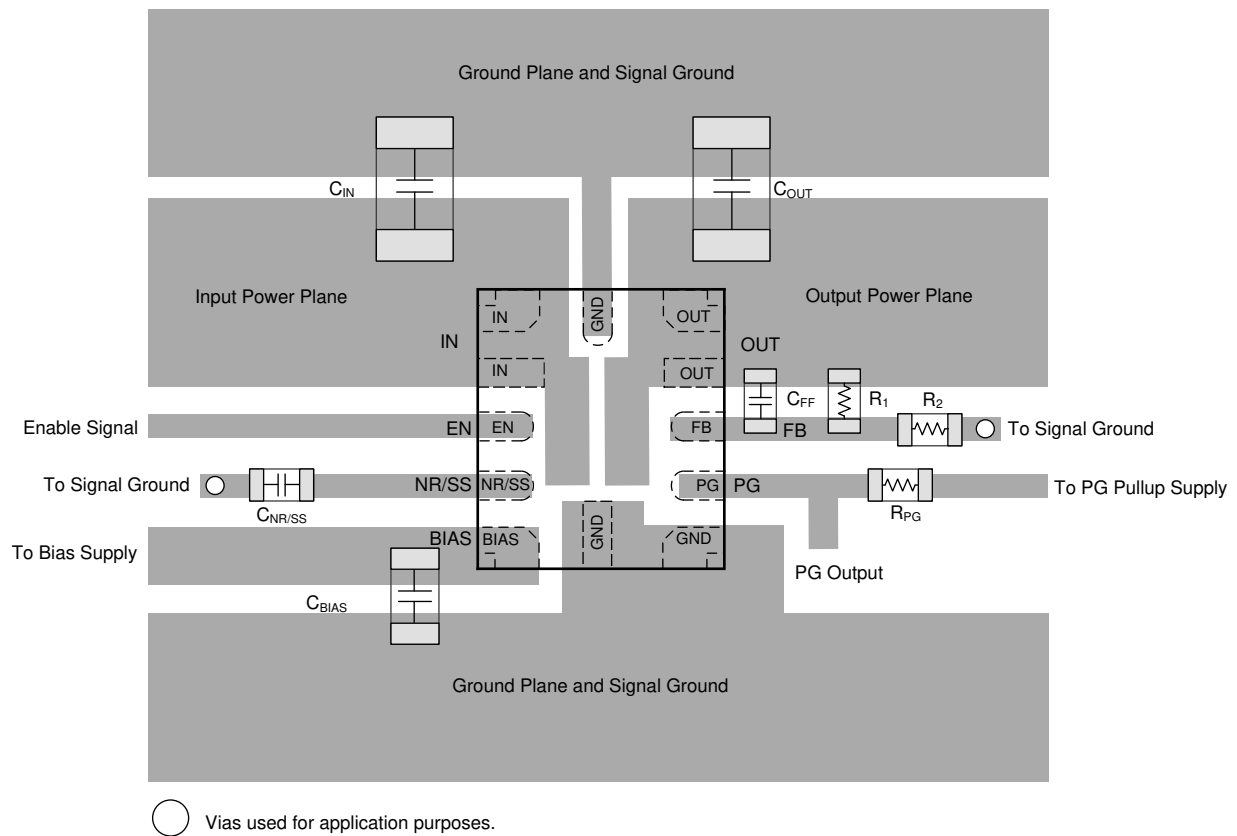 Ground Plane and Signal Ground
C_IN
C_OUT
Input Power Plane
Output Power Plane
IN
GND
OUT
IN
OUT
IN
OUT
C_FF
R_1
R_2
Enable Signal
EN
EN
FB
FB
To Signal Ground
To Signal Ground
NR/SS
NR/SS
PG
PG
To PG Pullup Supply
C_NR/SS
R_PG
To Bias Supply
BIAS
BIAS
GND
GND
PG Output
C_BIAS
Ground Plane and Signal Ground
Vias used for application purposes.